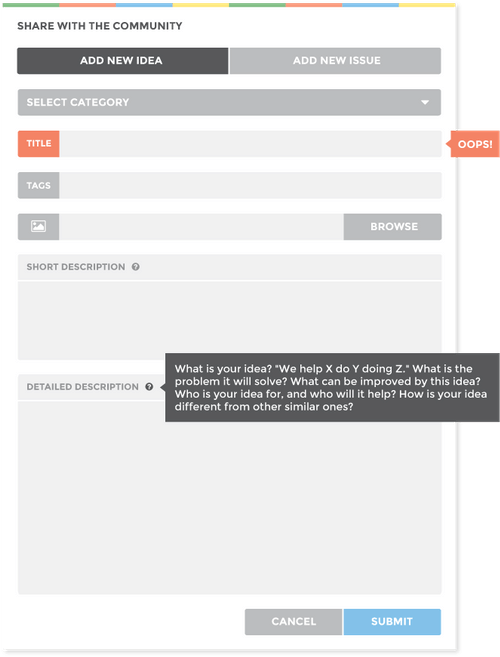 SHARE WITH THE COMMUNITY
ADD NEW IDEA
ADD NEW ISSUE
SELECT CATEGORY
TITLE
OOPS!
TAGS
BROWSE
SHORT DESCRIPTION ?
DETAILED DESCRIPTION ?
What is your idea? "We help X do Y doing Z." What is the
problem it will solve? What can be improved by this idea?
Who is your idea for, and who will it help? How is your idea
different from other similar ones?
CANCEL
SUBMIT